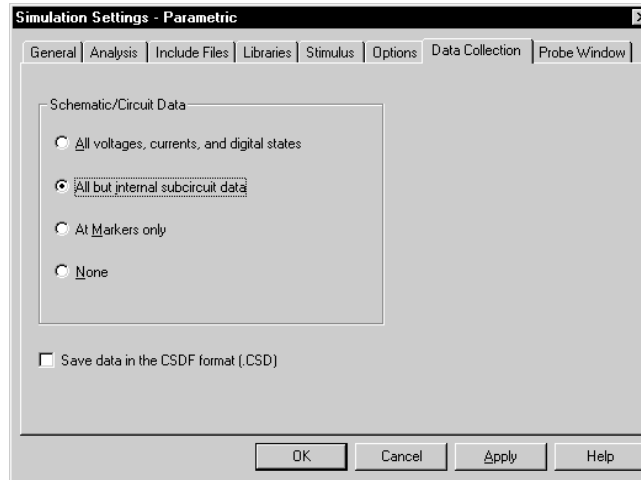 Simulation Settings - Parametric
General Analysis Include Files Libraries Stimulus Options Data Collection Probe Window
Schematic/Circuit Data
All voltages, currents, and digital states
All but internal subcircuit data
At Markers only
None
Save data in the CSDF format (.CSD)
OK Cancel Apply Help